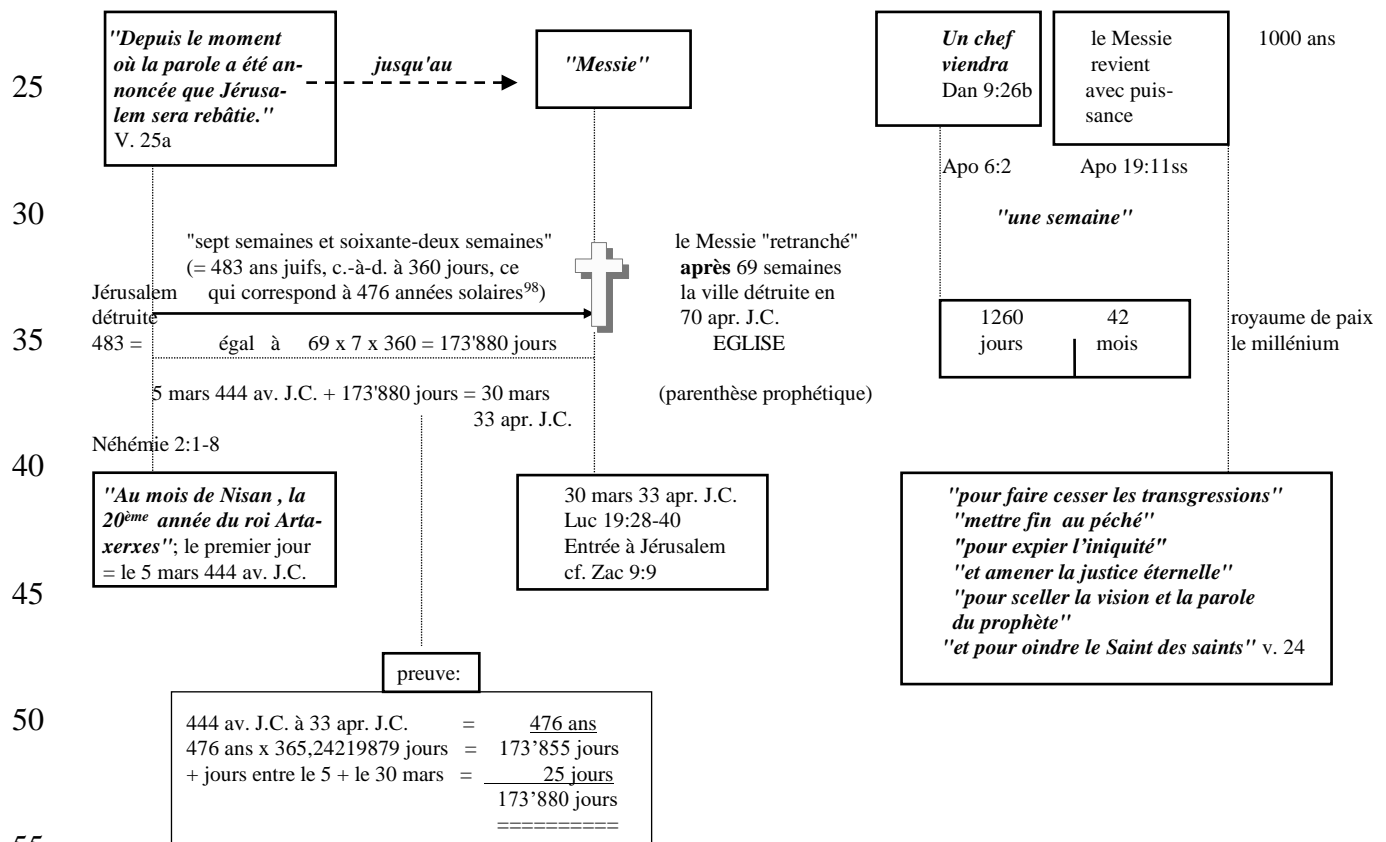 "Depuis le moment
où la parole a été an-
noncée que Jérusa-
lem sera rebâtie."
V. 25a
jusqu'au
"Messie"
Un chef
viendra
Dan 9:26b
le Messie
revient
avec puis-
sance
1000 ans
25
Apo 6:2
Apo 19:11ss
30
"une semaine"
"sept semaines et soixante-deux semaines"
(= 483 ans juifs, c.-à-d. à 360 jours, ce
qui correspond à 476 années solaires98)
le Messie "retranché"
après 69 semaines
la ville détruite en
70 apr. J.C.
EGLISE
Jérusalem
détruite
483 =
35
égal à 69 x 7 x 360 = 173'880 jours
1260
jours
42
mois
royaume de paix
le millénium
5 mars 444 av. J.C. + 173'880 jours = 30 mars
33 apr. J.C.
(parenthèse prophétique)
Néhémie 2:1-8
40
"Au mois de Nisan , la
20ème année du roi Arta-
xerxes"; le premier jour
= le 5 mars 444 av. J.C.
30 mars 33 apr. J.C.
Luc 19:28-40
Entrée à Jérusalem
cf. Zac 9:9
"pour faire cesser les transgressions"
"mettre fin au péché"
"pour expier l'iniquité"
"et amener la justice éternelle"
"pour sceller la vision et la parole
du prophète"
"et pour oindre le Saint des saints" v. 24
45
preuve:
50
444 av. J.C. à 33 apr. J.C. = 476 ans
476 ans x 365,24219879 jours = 173’855 jours
+ jours entre le 5 + le 30 mars = 25 jours
173’880 jours
==========